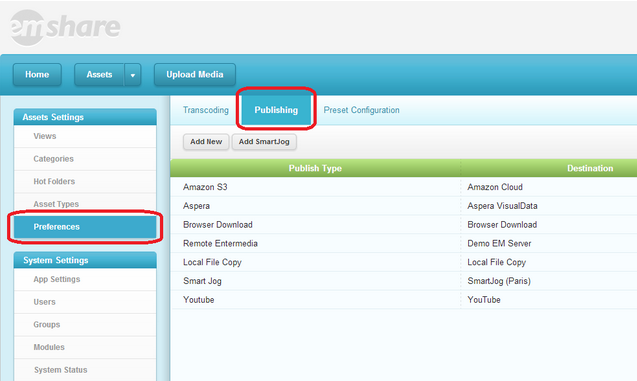 emshare
Home Assets Upload Media
Assets Settings
Views
Categories
Hot Folders
Asset Types
Preferences
System Settings
App Settings
Users
Groups
Modules
System Status
Transcoding Publishing Preset Configuration
Add New Add SmartJog
Publish Type Destination
Amazon S3 Amazon Cloud
Aspera Aspera VisualData
Browser Download Browser Download
Remote Entermedia Demo EM Server
Local File Copy Local File Copy
Smart Jog SmartJog (Paris)
Youtube YouTube